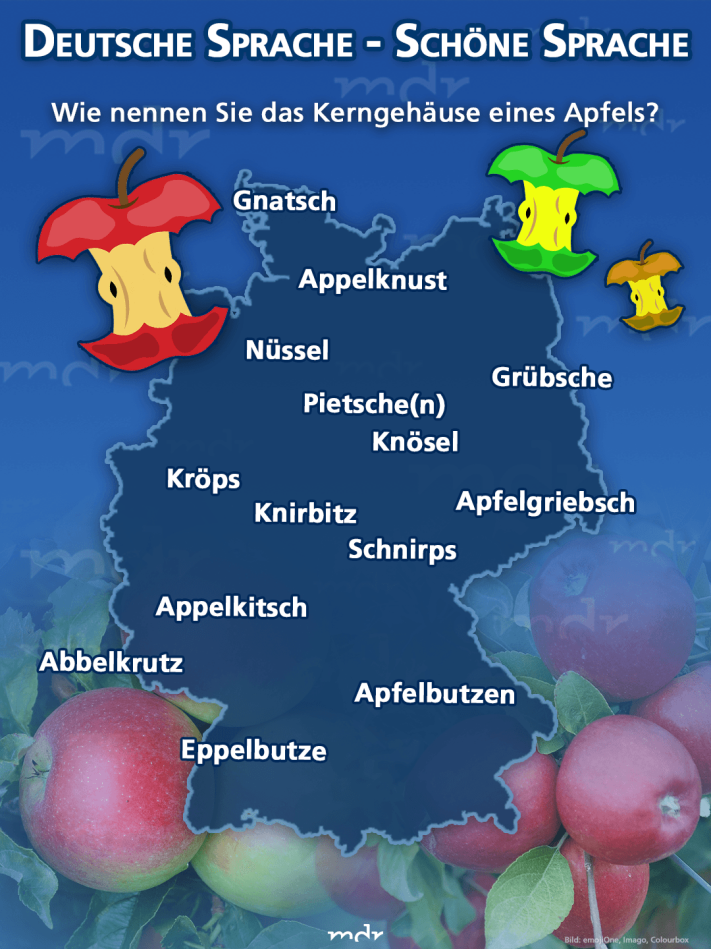 DEUTSCHE SPRACHE - SCHÖNE SPRACHE
Wie nennen Sie das Kerngehäuse eines Apfels?
Gnatsch
Appelknust
Nüssel
Grübsche
Pietsche(n)
Knösel
Kröps
Apfelgriebsch
Knirbitz
Schnirps
Appelkitsch
Abbelkrutz
Apfelbutzen
Eppelbutze
mdr
Bild: emojiOne, Imago, Colourbox